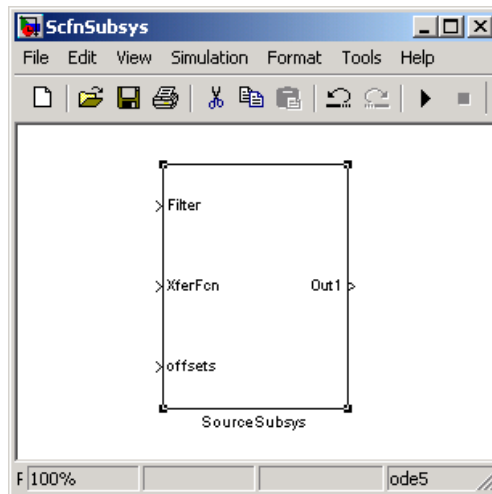 ScfnSubsys
File Edit View Simulation Format Tools Help
Filter
XferFcn Out1
offsets
SourceSubsys
F 100% ode5